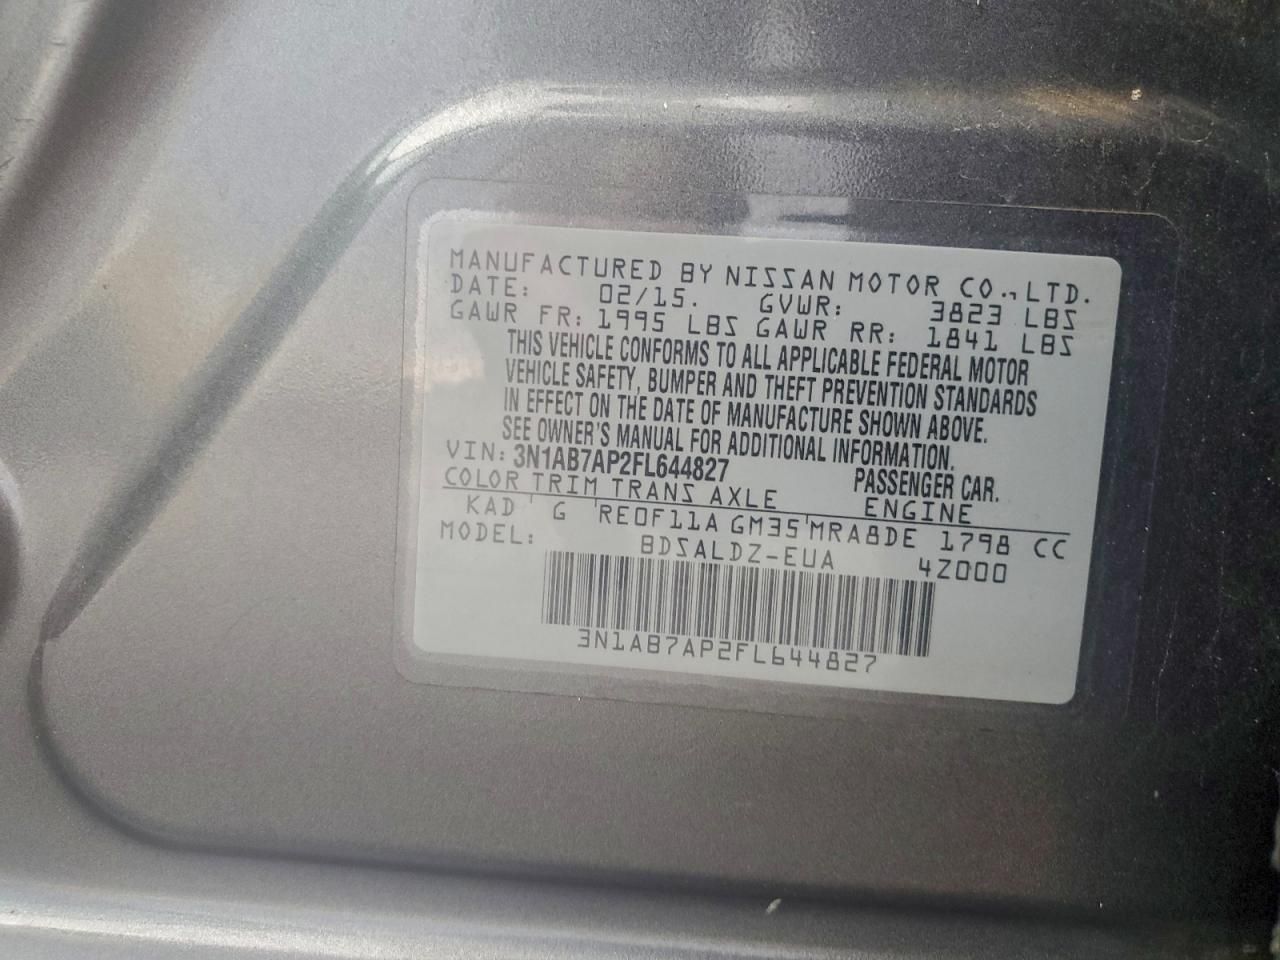 MANUFACTURED BY NISSAN MOTOR CO.,LTD.
DATE: 02/15. GVWR: 3823 LBS
GAWR FR: 1995 LBS GAWR RR: 1841 LBS
THIS VEHICLE CONFORMS TO ALL APPLICABLE FEDERAL MOTOR
VEHICLE SAFETY, BUMPER AND THEFT PREVENTION STANDARDS
IN EFFECT ON THE DATE OF MANUFACTURE SHOWN ABOVE.
SEE OWNER'S MANUAL FOR ADDITIONAL INFORMATION.
VIN: 3N1AB7AP2FL644827 PASSENGER CAR.
COLOR TRIM TRANS AXLE ENGINE
KAD G RE0F11A GM35 MRA8DE 1798 CC
MODEL: BDSALDZ-EUA 4Z000
3N1AB7AP2FL644827